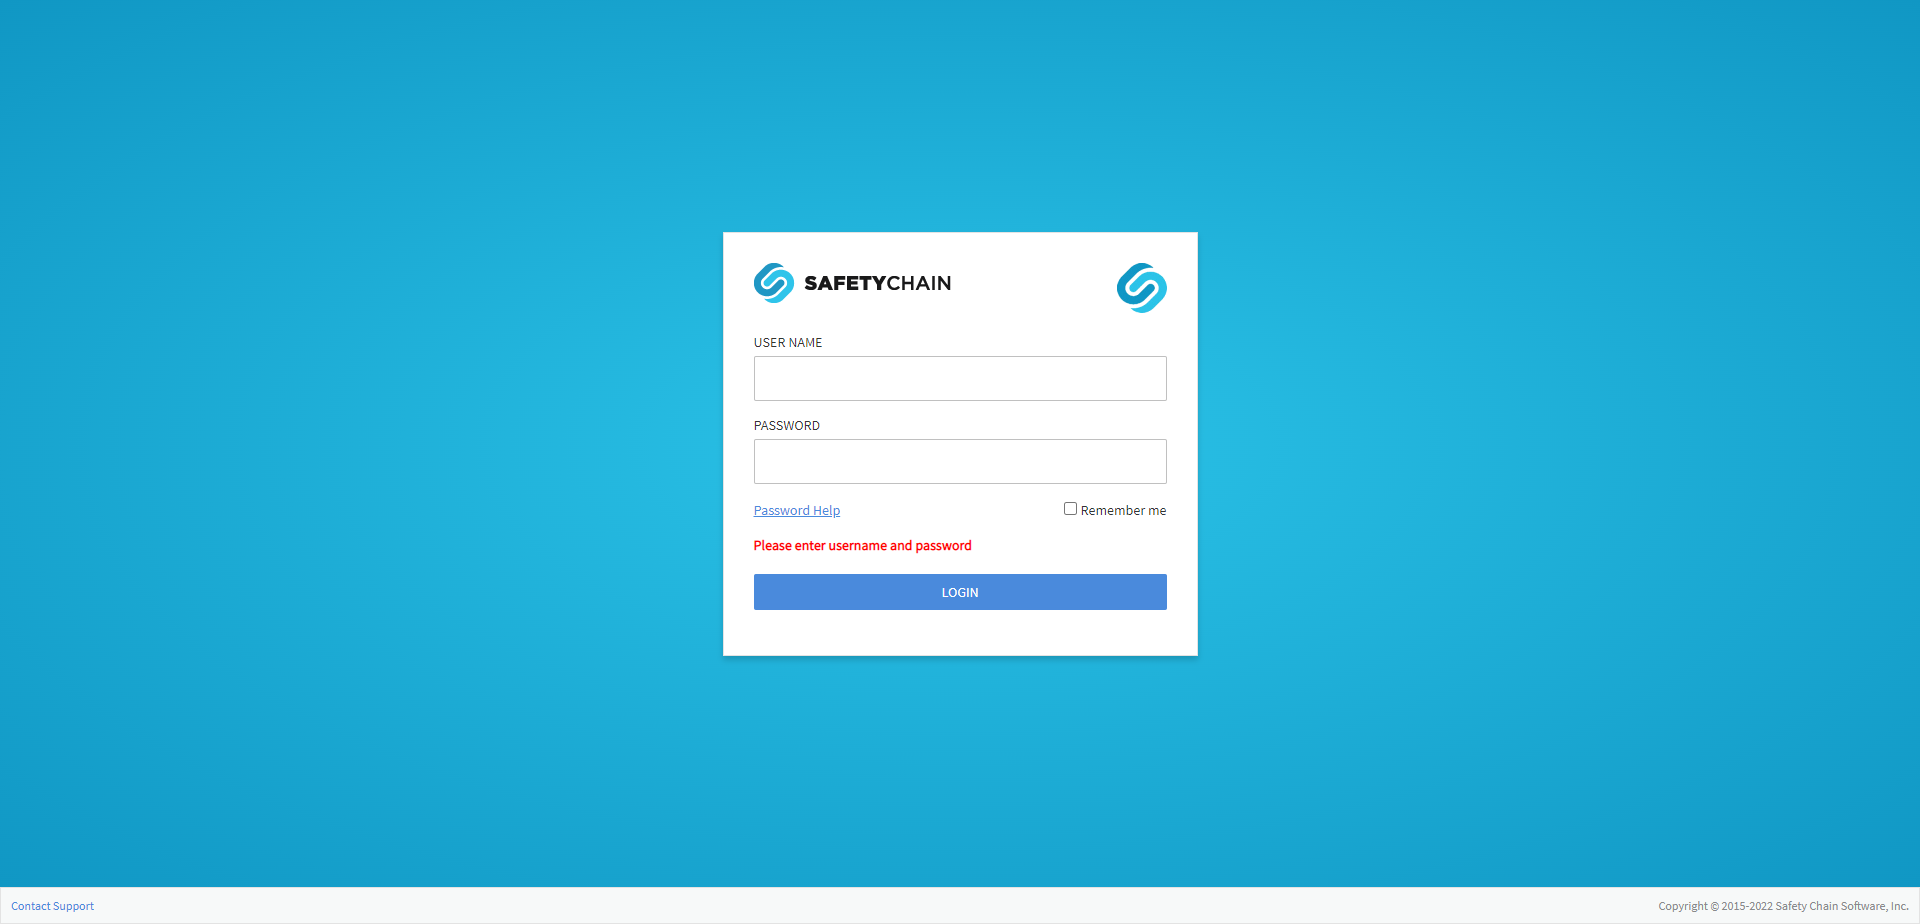 SAFETYCHAIN
USER NAME
PASSWORD
Password Help
Remember me
Please enter username and password
LOGIN
Contact Support
Copyright © 2015-2022 Safety Chain Software, Inc.